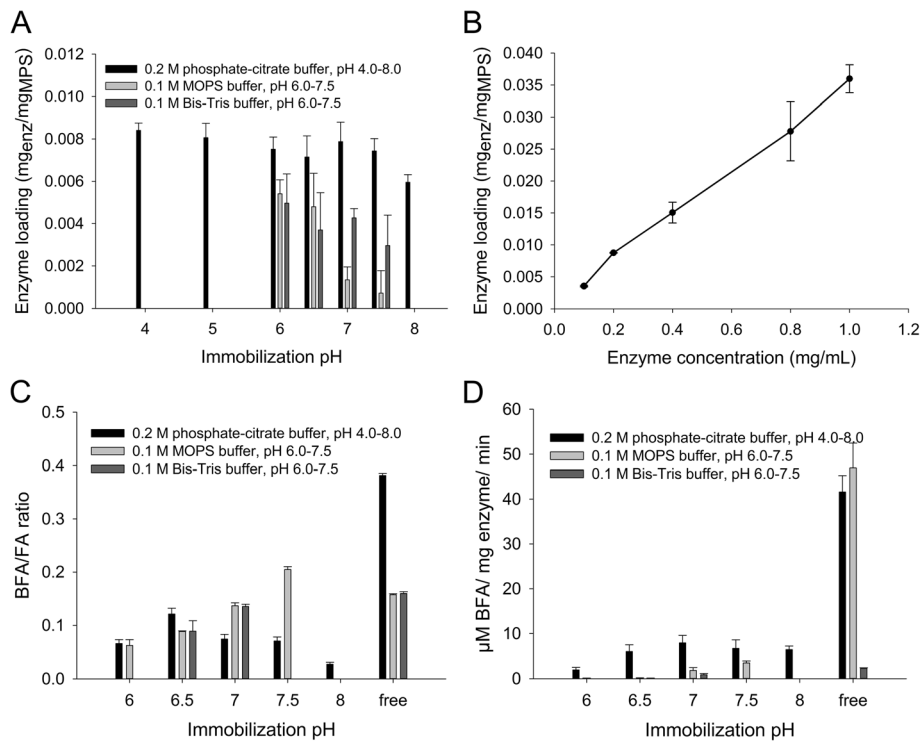 A
Enzyme loading (mgenz/mgMPS)
0.012
0.010
0.008
0.006
0.004
0.002
0.000
0.2 M phosphate-citrate buffer, pH 4.0-8.0
0.1 M MOPS buffer, pH 6.0-7.5
0.1 M Bis-Tris buffer, pH 6.0-7.5
4 5 6 7 8
Immobilization pH
B
Enzyme loading (mgenz/mgMPS)
0.040
0.035
0.030
0.025
0.020
0.015
0.010
0.005
0.000
0.0 0.2 0.4 0.6 0.8 1.0 1.2
Enzyme concentration (mg/mL)
C
BFA/FA ratio
0.5
0.4
0.3
0.2
0.1
0.0
0.2 M phosphate-citrate buffer, pH 4.0-8.0
0.1 M MOPS buffer, pH 6.0-7.5
0.1 M Bis-Tris buffer, pH 6.0-7.5
6 6.5 7 7.5 8 free
Immobilization pH
D
µM BFA/ mg enzyme/ min
60
50
40
30
20
10
0
0.2 M phosphate-citrate buffer, pH 4.0-8.0
0.1 M MOPS buffer, pH 6.0-7.5
0.1 M Bis-Tris buffer, pH 6.0-7.5
6 6.5 7 7.5 8 free
Immobilization pH